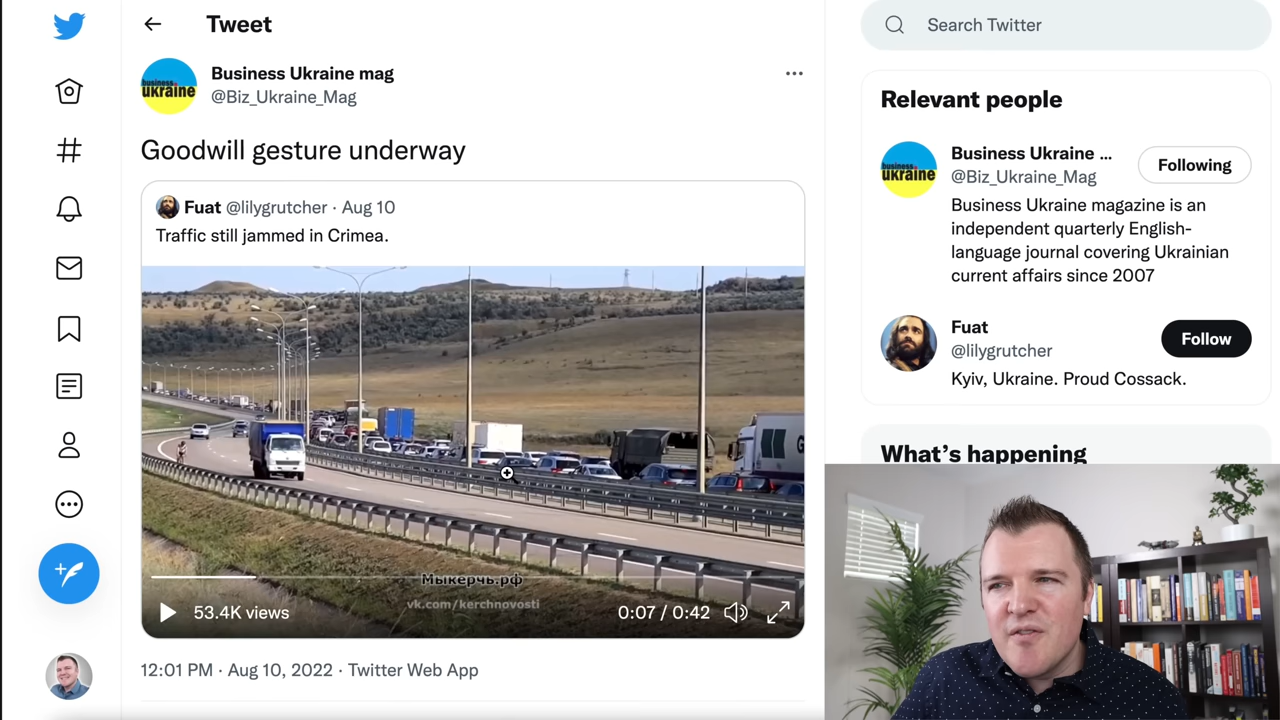 Tweet
Search Twitter
business
ukraine
Business Ukraine mag
@Biz_Ukraine_Mag
Goodwill gesture underway
Fuat @lilygrutcher · Aug 10
Traffic still jammed in Crimea.
Мыкерчь.рф
vk.com/kerchnovosti
53.4K views
0:07 / 0:42
12:01 PM · Aug 10, 2022 · Twitter Web App
Relevant people
business
ukraine
Business Ukraine ...
@Biz_Ukraine_Mag
Following
Business Ukraine magazine is an
independent quarterly English-
language journal covering Ukrainian
current affairs since 2007
Fuat
@lilygrutcher
Follow
Kyiv, Ukraine. Proud Cossack.
What's happening